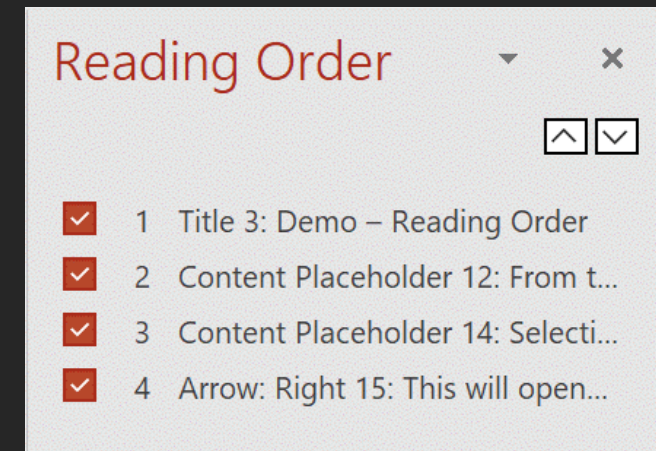 Reading Order
1 Title 3: Demo – Reading Order
2 Content Placeholder 12: From t...
3 Content Placeholder 14: Selecti...
4 Arrow: Right 15: This will open...